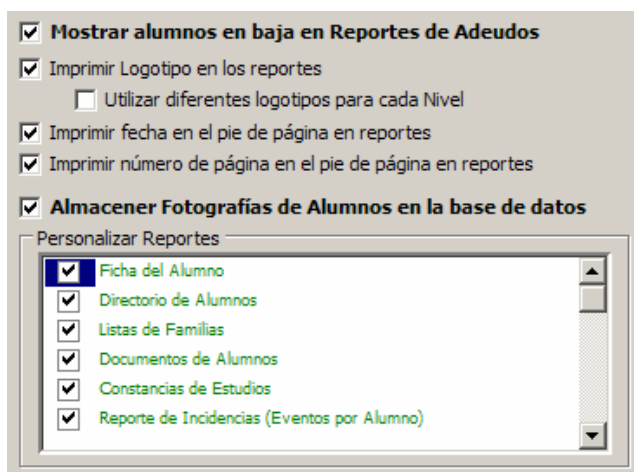 Mostrar alumnos en baja en Reportes de Adeudos
Imprimir Logotipo en los reportes
Utilizar diferentes logotipos para cada Nivel
Imprimir fecha en el pie de página en reportes
Imprimir número de página en el pie de página en reportes
Almacener Fotografías de Alumnos en la base de datos
Personalizar Reportes
Ficha del Alumno
Directorio de Alumnos
Listas de Familias
Documentos de Alumnos
Constancias de Estudios
Reporte de Incidencias (Eventos por Alumno)